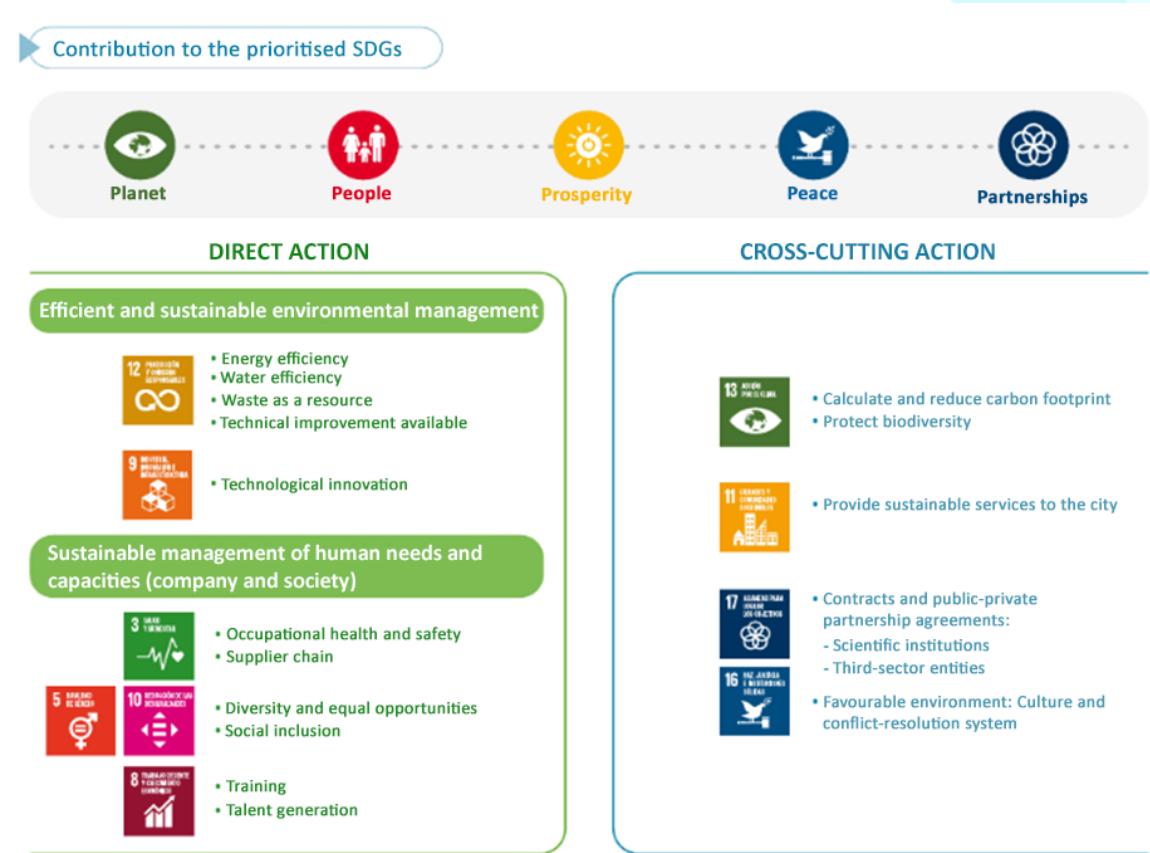 Contribution to the prioritised SDGs
Planet
People
Prosperity
Peace
Partnerships
DIRECT ACTION
Efficient and sustainable environmental management
12
• Energy efficiency
• Water efficiency
• Waste as a resource
• Technical improvement available
9
• Technological innovation
Sustainable management of human needs and
capacities (company and society)
3
• Occupational health and safety
• Supplier chain
5
10
• Diversity and equal opportunities
• Social inclusion
8
• Training
• Talent generation
CROSS-CUTTING ACTION
13
• Calculate and reduce carbon footprint
• Protect biodiversity
11
• Provide sustainable services to the city
17
• Contracts and public-private
partnership agreements:
- Scientific institutions
- Third-sector entities
16
• Favourable environment: Culture and
conflict-resolution system